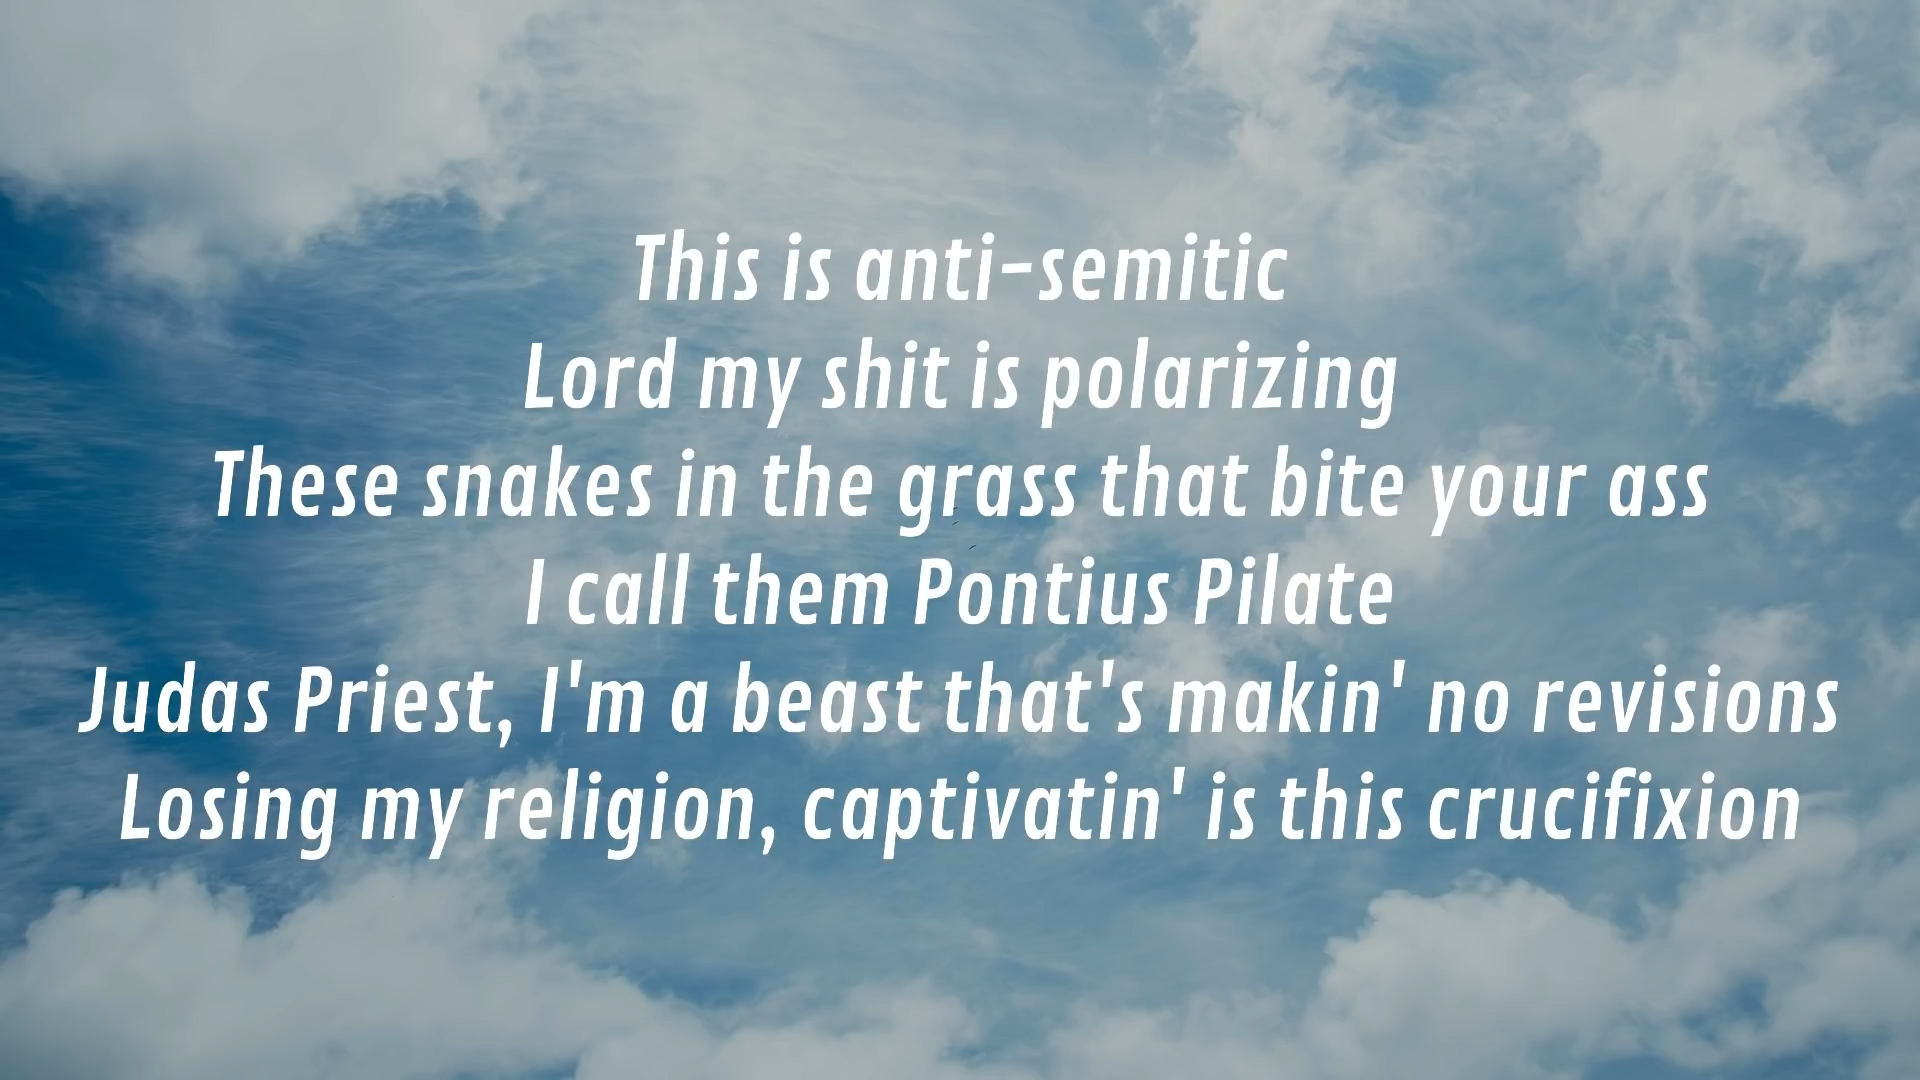 This is anti-semitic
Lord my shit is polarizing
These snakes in the grass that bite your ass
I call them Pontius Pilate
Judas Priest, I'm a beast that's makin' no revisions
Losing my religion, captivatin' is this crucifixion